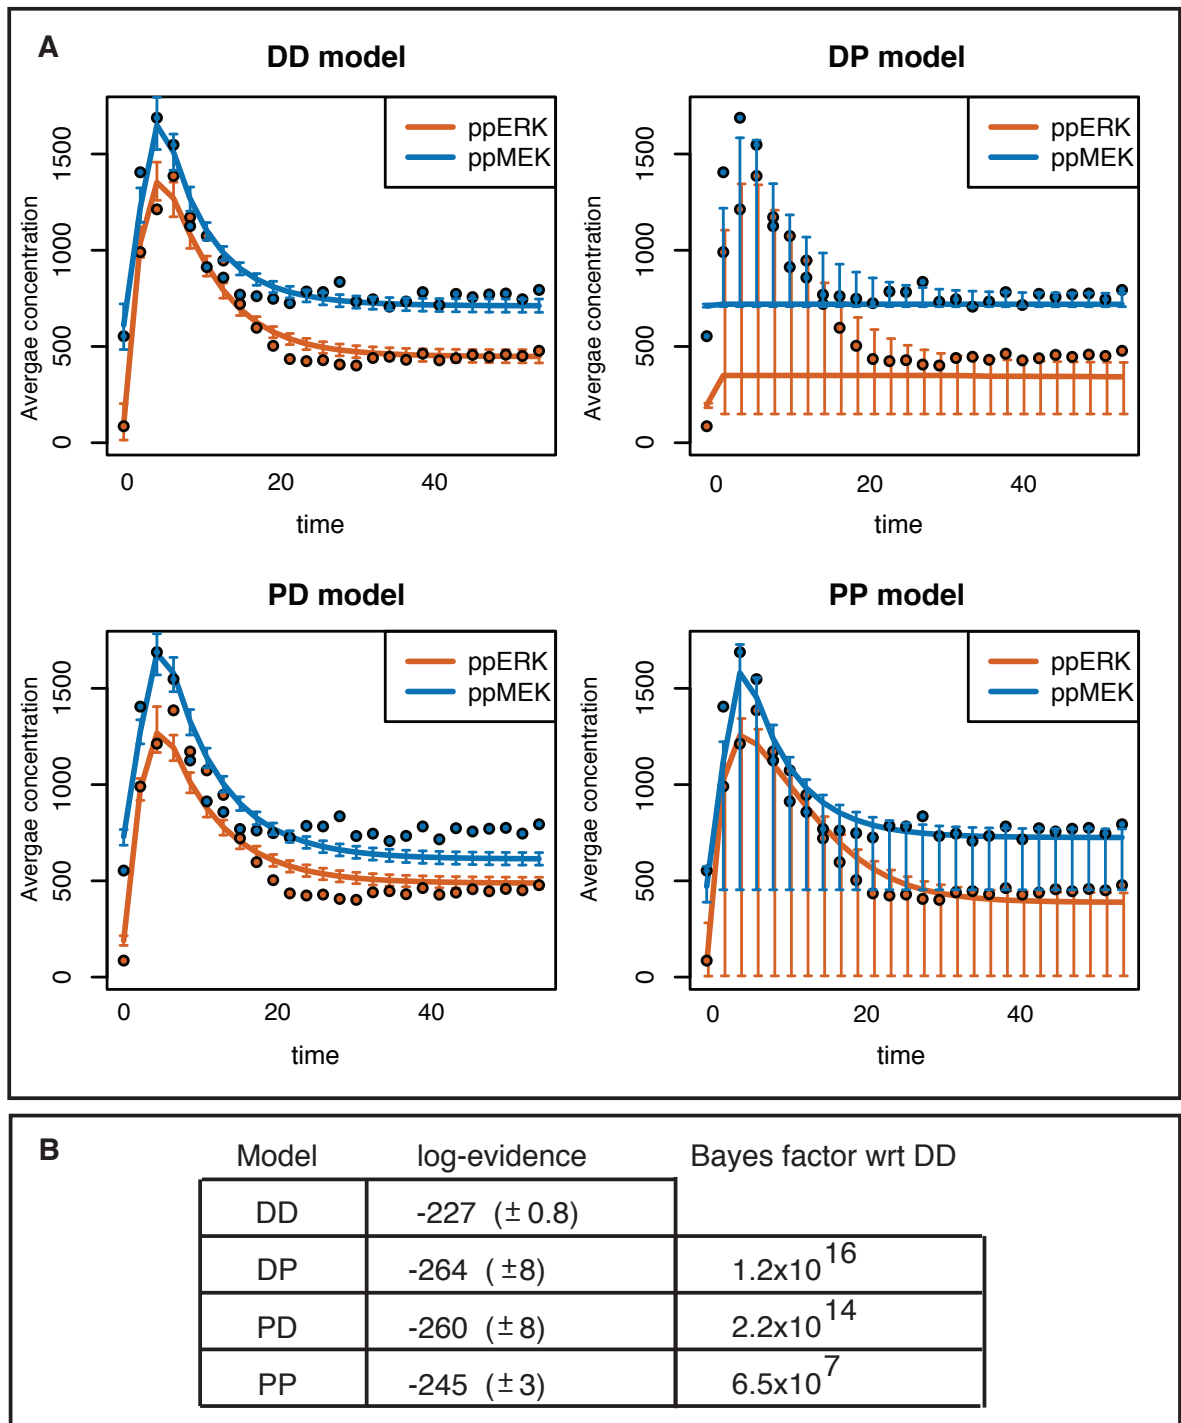 A
DD model
DP model
ppERK
ppMEK
ppERK
ppMEK
Avergae concentration
0
500
1000
1500
Avergae concentration
0
500
1000
1500
0
20
40
0
20
40
time
time
PD model
PP model
ppERK
ppMEK
ppERK
ppMEK
Avergae concentration
0
500
1000
1500
Avergae concentration
0
500
1000
1500
0
20
40
0
20
40
time
time
B
Model log-evidence Bayes factor wrt DD
DD -227 (±0.8)
DP -264 (±8) 1.2x10^16
PD -260 (±8) 2.2x10^14
PP -245 (±3) 6.5x10^7